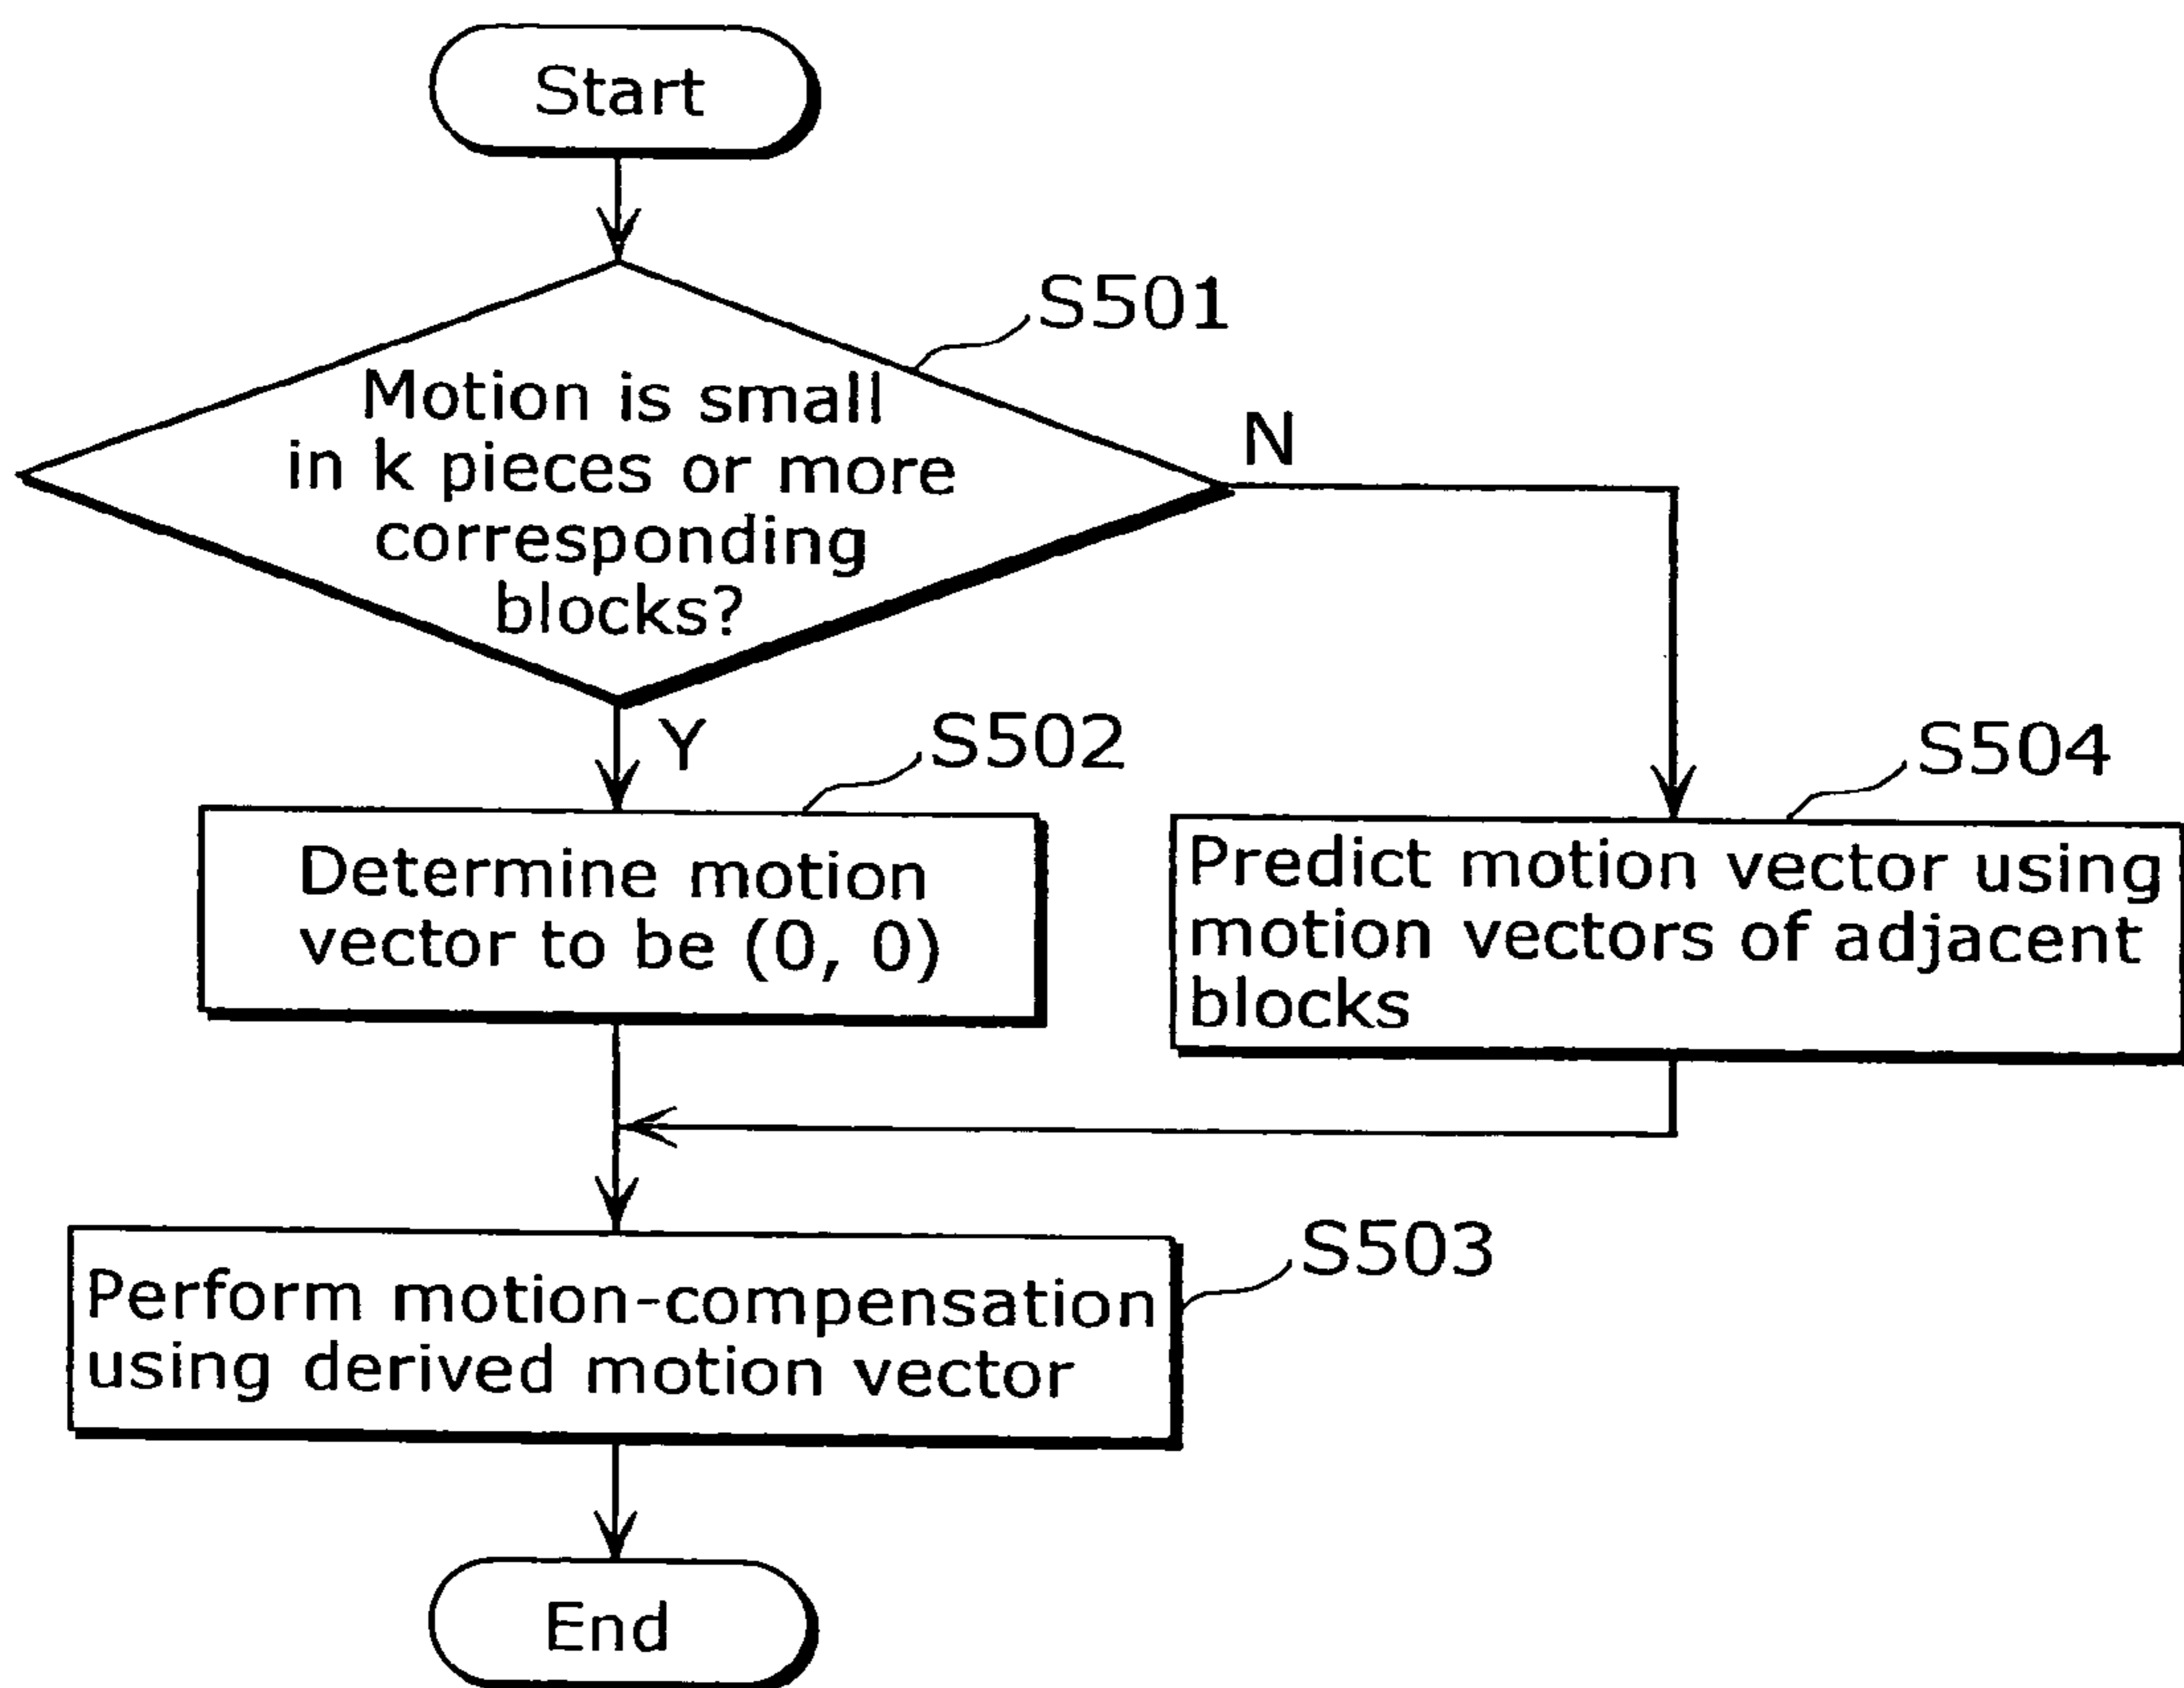 Start
S501
Motion is small
in k pieces or more
corresponding
blocks?
N
Y
S502
Determine motion
vector to be (0, 0)
S504
Predict motion vector using
motion vectors of adjacent
blocks
S503
Perform motion-compensation
using derived motion vector
End